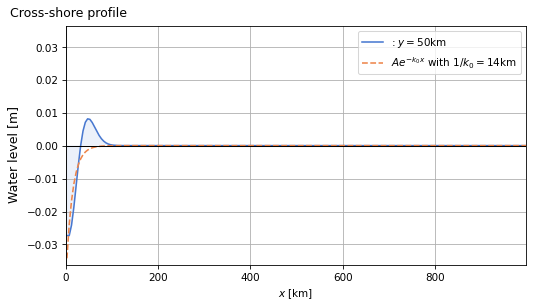 Cross-shore profile
0.03
0.02
0.01
0.00
−0.01
−0.02
−0.03
Water level [m]
: y = 50km
Ae^{-k_0 x} with 1/k_0 = 14km
0 200 400 600 800
x [km]